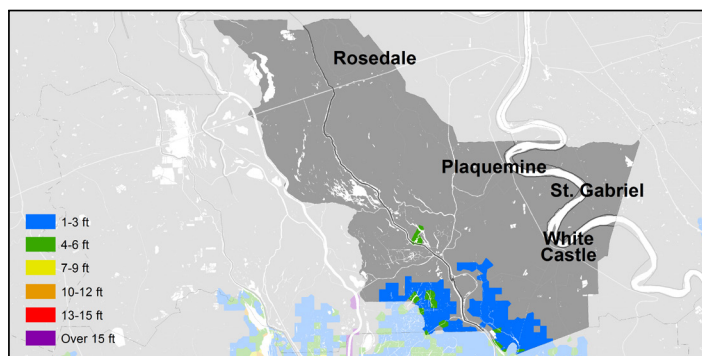 Rosedale
Plaquemine
St. Gabriel
White
Castle
1-3 ft
4-6 ft
7-9 ft
10-12 ft
13-15 ft
Over 15 ft